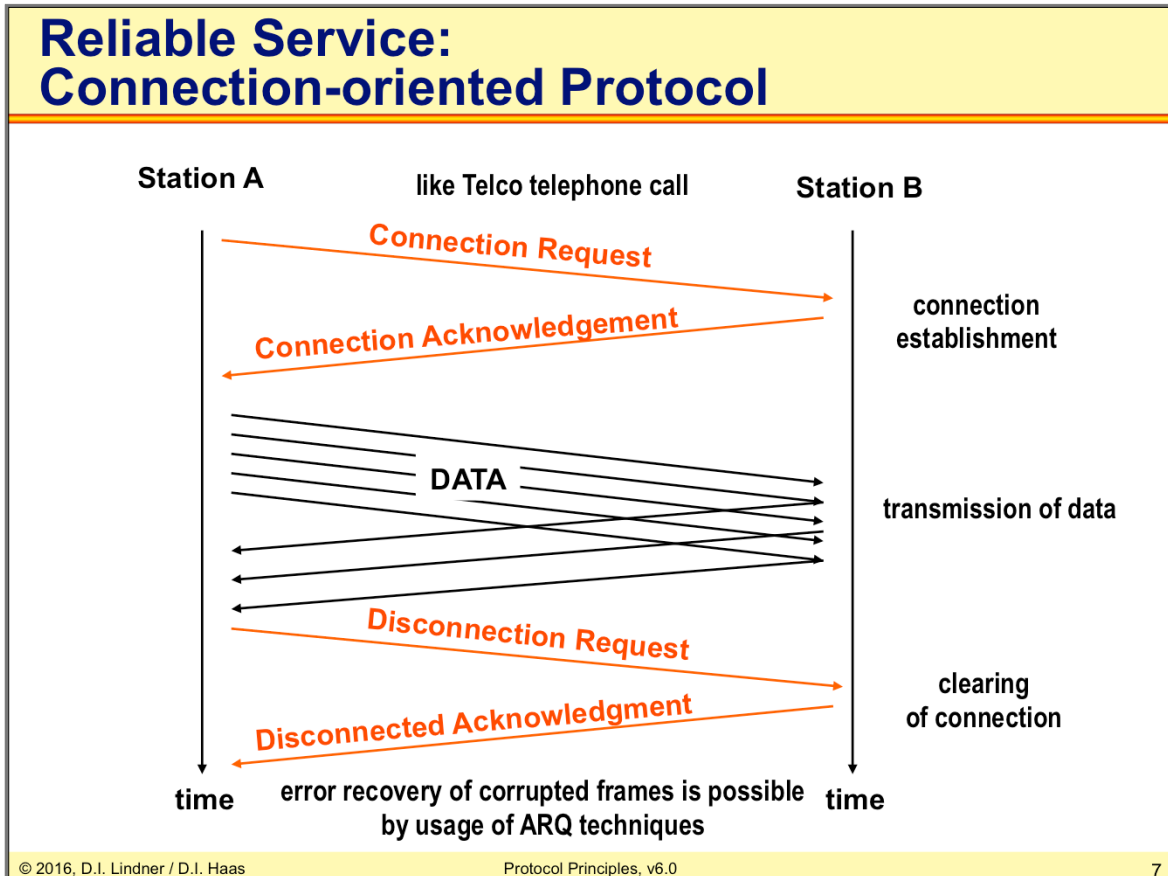 Reliable Service:
Connection-oriented Protocol
Station A
like Telco telephone call
Station B
Connection Request
connection
establishment
Connection Acknowledgement
DATA
transmission of data
Disconnection Request
clearing
of connection
Disconnected Acknowledgment
time
error recovery of corrupted frames is possible
by usage of ARQ techniques
time
© 2016, D.I. Lindner / D.I. Haas
Protocol Principles, v6.0
7